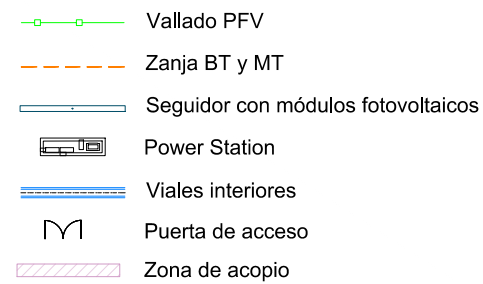 Vallado PFV
Zanja BT y MT
Seguidor con módulos fotovoltaicos
Power Station
Viales interiores
Puerta de acceso
Zona de acopio